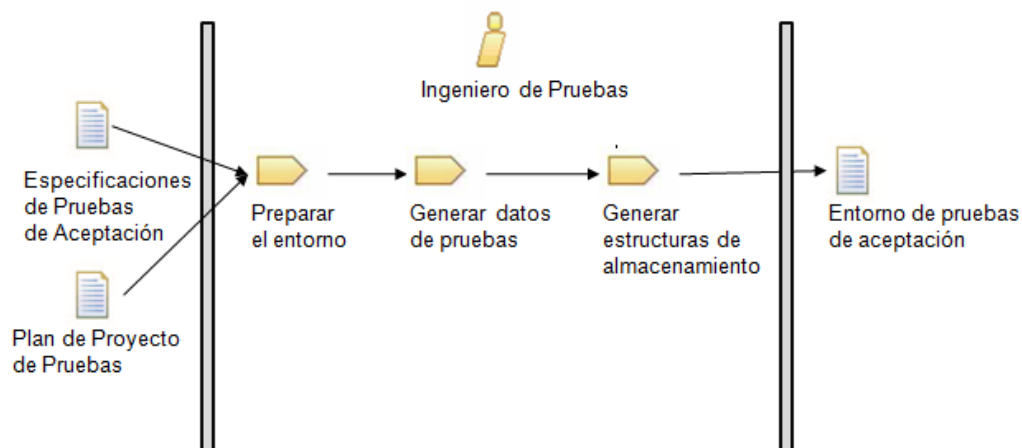 Ingeniero de Pruebas
Especificaciones
de Pruebas
de Aceptación
Preparar
el entorno
Generar datos
de pruebas
Generar
estructuras de
almacenamiento
Entorno de pruebas
de aceptación
Plan de Proyecto
de Pruebas